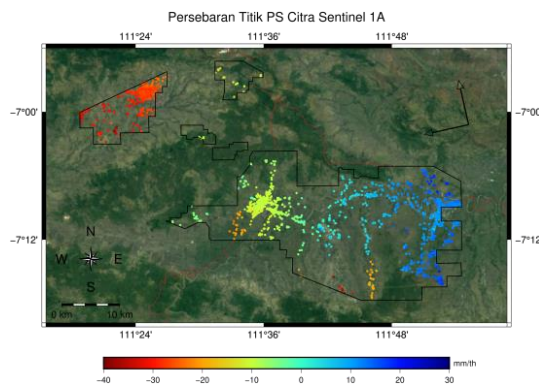 Persebaran Titik PS Citra Sentinel 1A
111°24' 111°36' 111°48'
−7°00' −7°00'
−7°12' −7°12'
N
W E
S
0 km 10 km
111°24' 111°36' 111°48'
mm/th
−40 −30 −20 −10 0 10 20 30